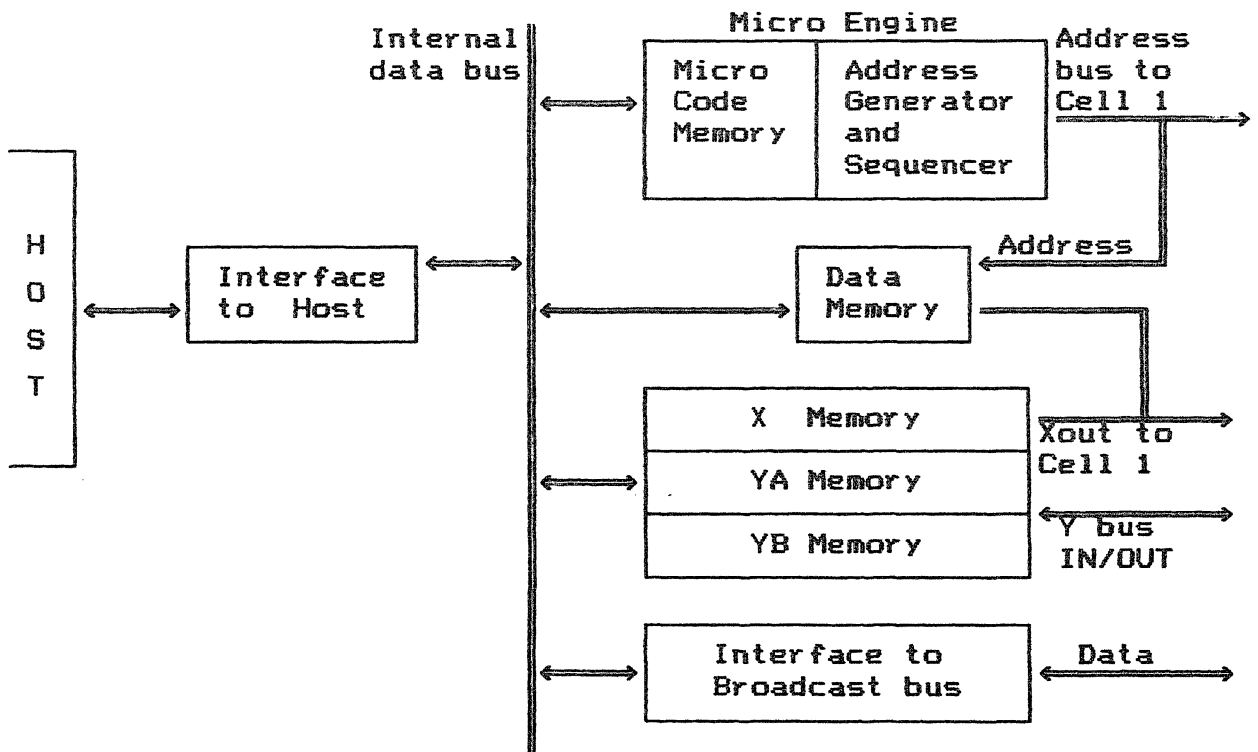 Micro Engine
Internal
data bus
Micro
Code
Memory
Address
Generator
and
Sequencer
Address
bus to
Cell 1
H
O
S
T
Interface
to Host
Address
Data
Memory
X Memory
YA Memory
YB Memory
Xout to
Cell 1
Y bus
IN/OUT
Interface to
Broadcast bus
Data